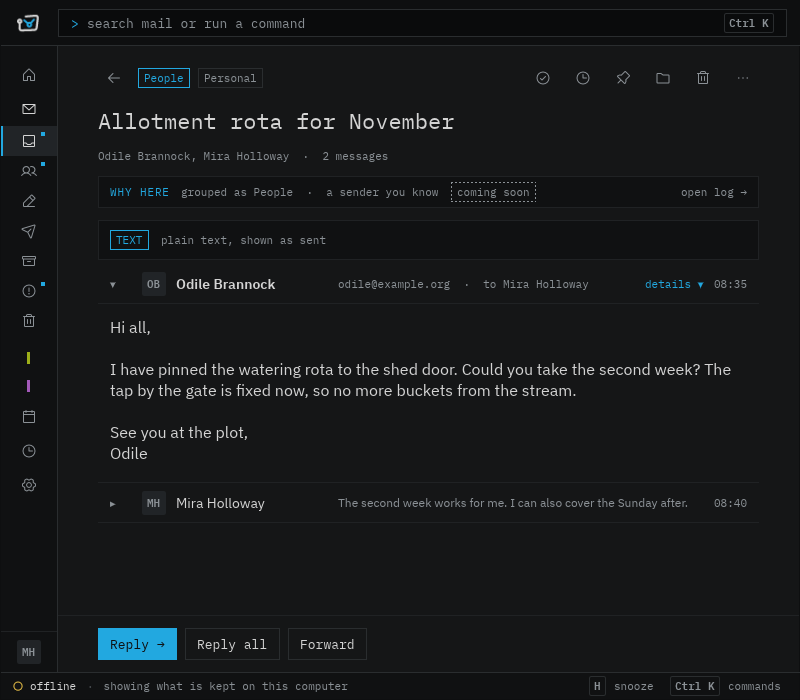 > search mail or run a command Ctrl K
People Personal
Allotment rota for November
Odile Brannock, Mira Holloway · 2 messages
WHY HERE grouped as People · a sender you know coming soon open log →
TEXT plain text, shown as sent
▾ OB Odile Brannock odile@example.org · to Mira Holloway details ▾ 08:35
Hi all,
I have pinned the watering rota to the shed door. Could you take the second week? The
tap by the gate is fixed now, so no more buckets from the stream.
See you at the plot,
Odile
▸ MH Mira Holloway The second week works for me. I can also cover the Sunday after. 08:40
Reply → Reply all Forward
MH
offline · showing what is kept on this computer H snooze Ctrl K commands